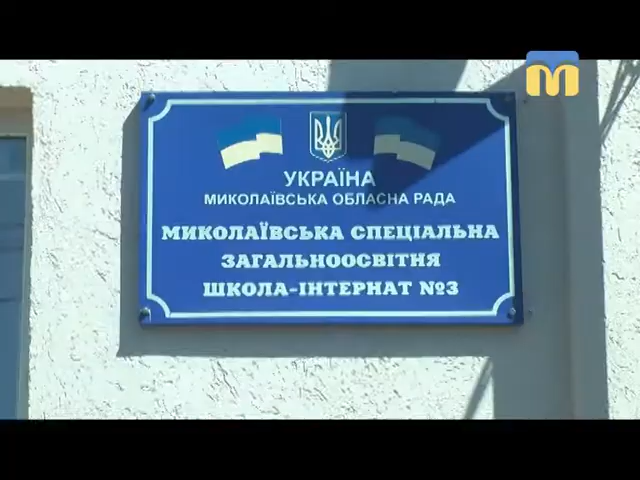 УКРАЇНА
МИКОЛАЇВСЬКА ОБЛАСНА РАДА
МИКОЛАЇВСЬКА СПЕЦІАЛЬНА
ЗАГАЛЬНООСВІТНЯ
ШКОЛА-ІНТЕРНАТ №3